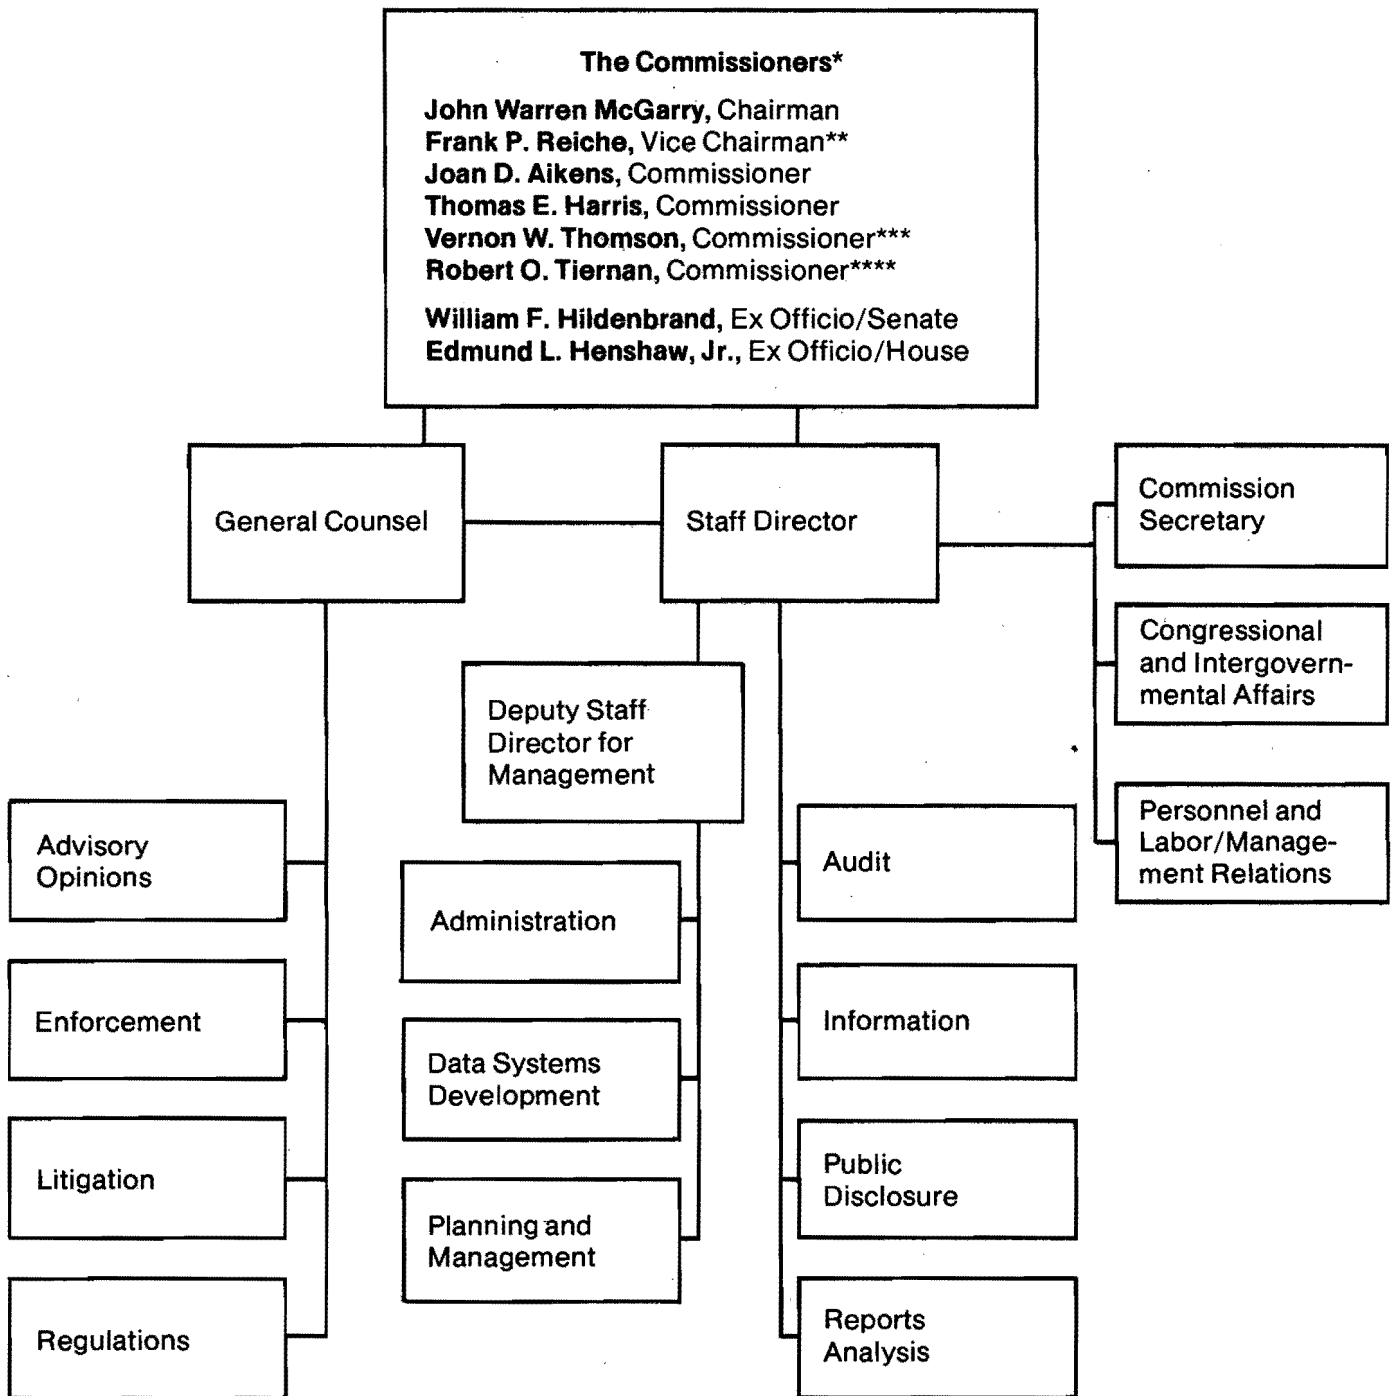 The Commissioners*
John Warren McGarry, Chairman
Frank P. Reiche, Vice Chairman**
Joan D. Aikens, Commissioner
Thomas E. Harris, Commissioner
Vernon W. Thomson, Commissioner***
Robert O. Tiernan, Commissioner****
William F. Hildenbrand, Ex Officio/Senate
Edmund L. Henshaw, Jr., Ex Officio/House
General Counsel
Staff Director
Commission
Secretary
Congressional
and Intergovern-
mental Affairs
Personnel and
Labor/Manage-
ment Relations
Deputy Staff
Director for
Management
Advisory
Opinions
Enforcement
Litigation
Regulations
Administration
Data Systems
Development
Planning and
Management
Audit
Information
Public
Disclosure
Reports
Analysis